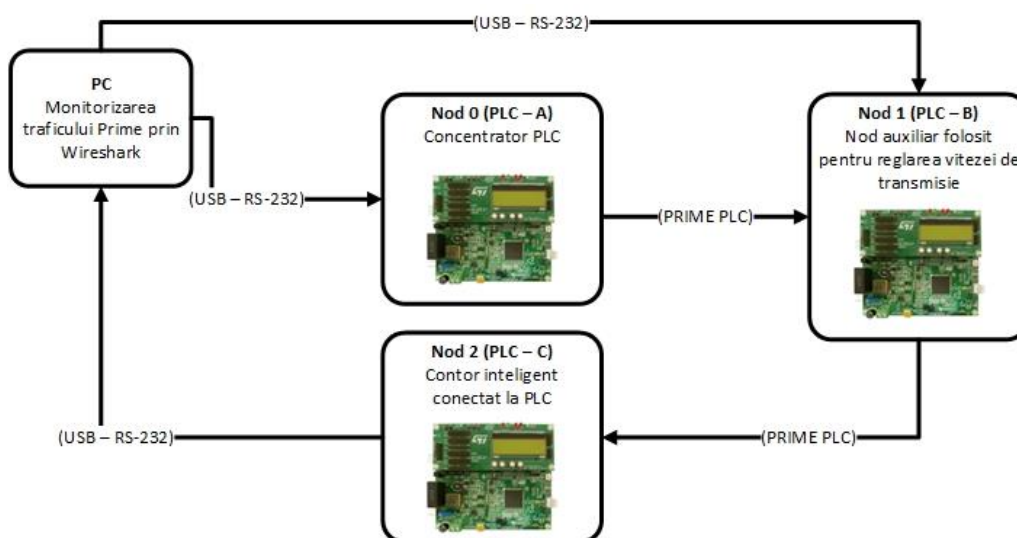 (USB – RS-232)
PC
Monitorizarea
traficului Prime prin
Wireshark
(USB – RS-232)
Nod 0 (PLC – A)
Concentrator PLC
(PRIME PLC)
Nod 1 (PLC – B)
Nod auxiliar folosit
pentru reglarea vitezei de
transmisie
Nod 2 (PLC – C)
Contor inteligent
conectat la PLC
(USB – RS-232)
(PRIME PLC)